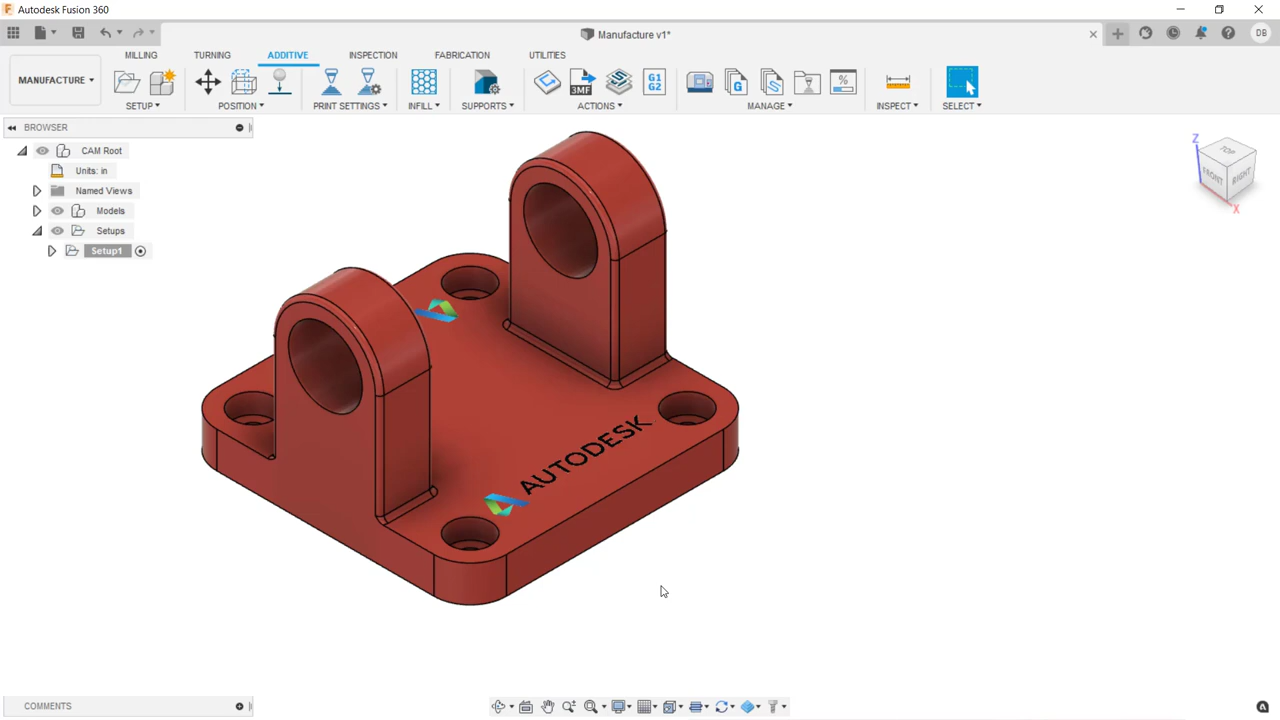 Autodesk Fusion 360
Manufacture v1*
DB
MILLING TURNING ADDITIVE INSPECTION FABRICATION UTILITIES
MANUFACTURE
3MF G1 G2 G S %
SETUP POSITION PRINT SETTINGS INFILL SUPPORTS ACTIONS MANAGE INSPECT SELECT
BROWSER
CAM Root
Units: in
Named Views
Models
Setups
Setup1
Z
TOP
FRONT RIGHT
X
AUTODESK
COMMENTS